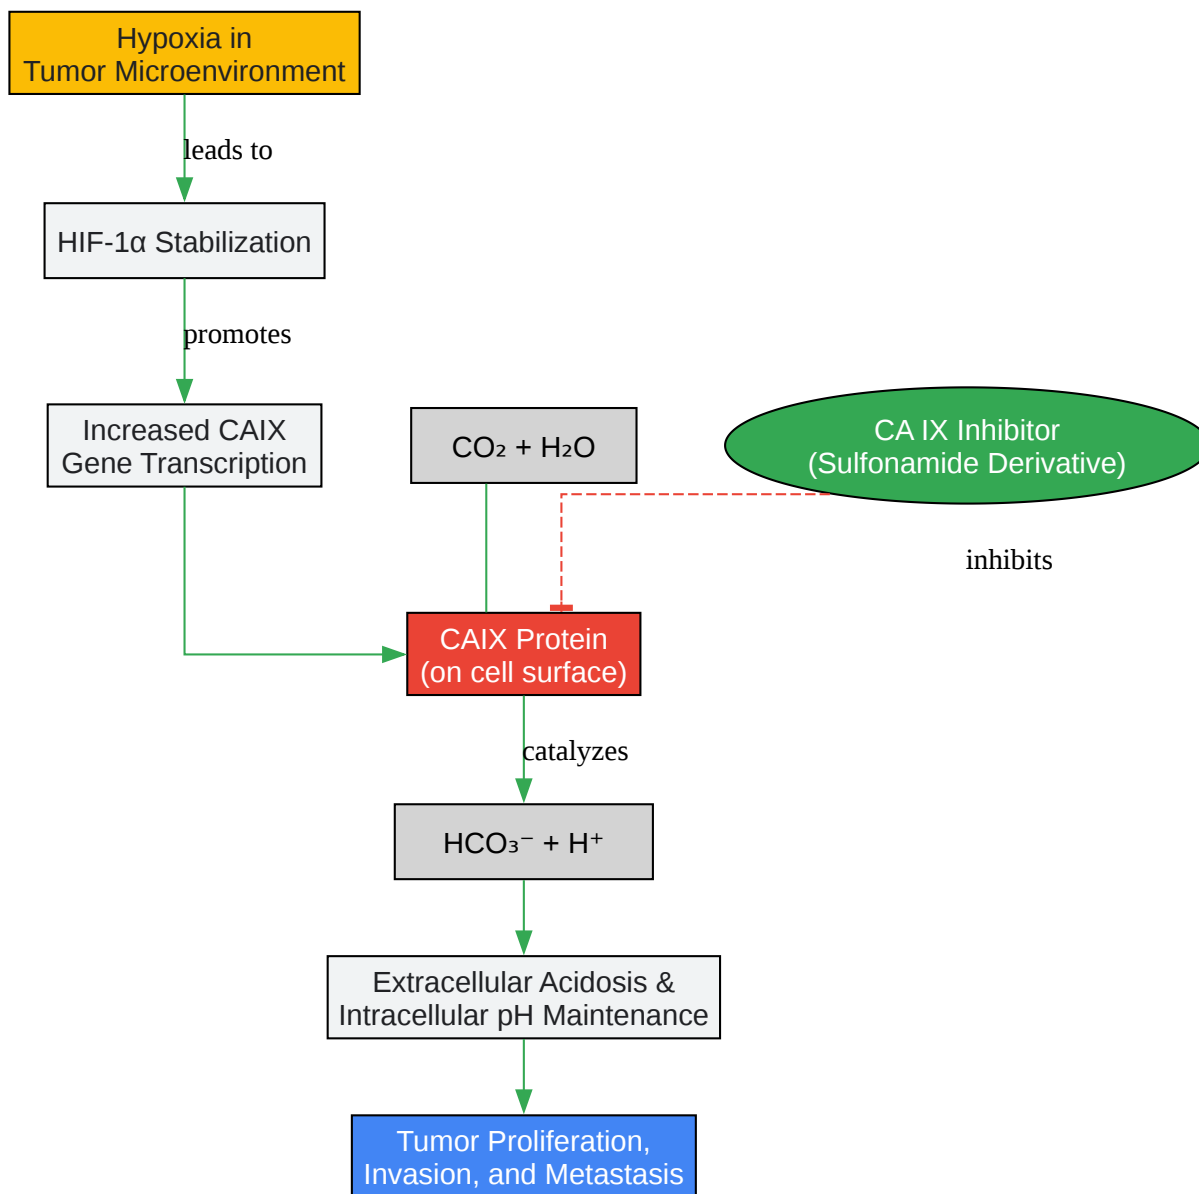 Hypoxia in
Tumor Microenvironment
leads to
HIF-1α Stabilization
promotes
Increased CAIX
Gene Transcription
CO₂ + H₂O
CA IX Inhibitor
(Sulfonamide Derivative)
inhibits
CAIX Protein
(on cell surface)
catalyzes
HCO₃⁻ + H⁺
Extracellular Acidosis &
Intracellular pH Maintenance
Tumor Proliferation,
Invasion, and Metastasis